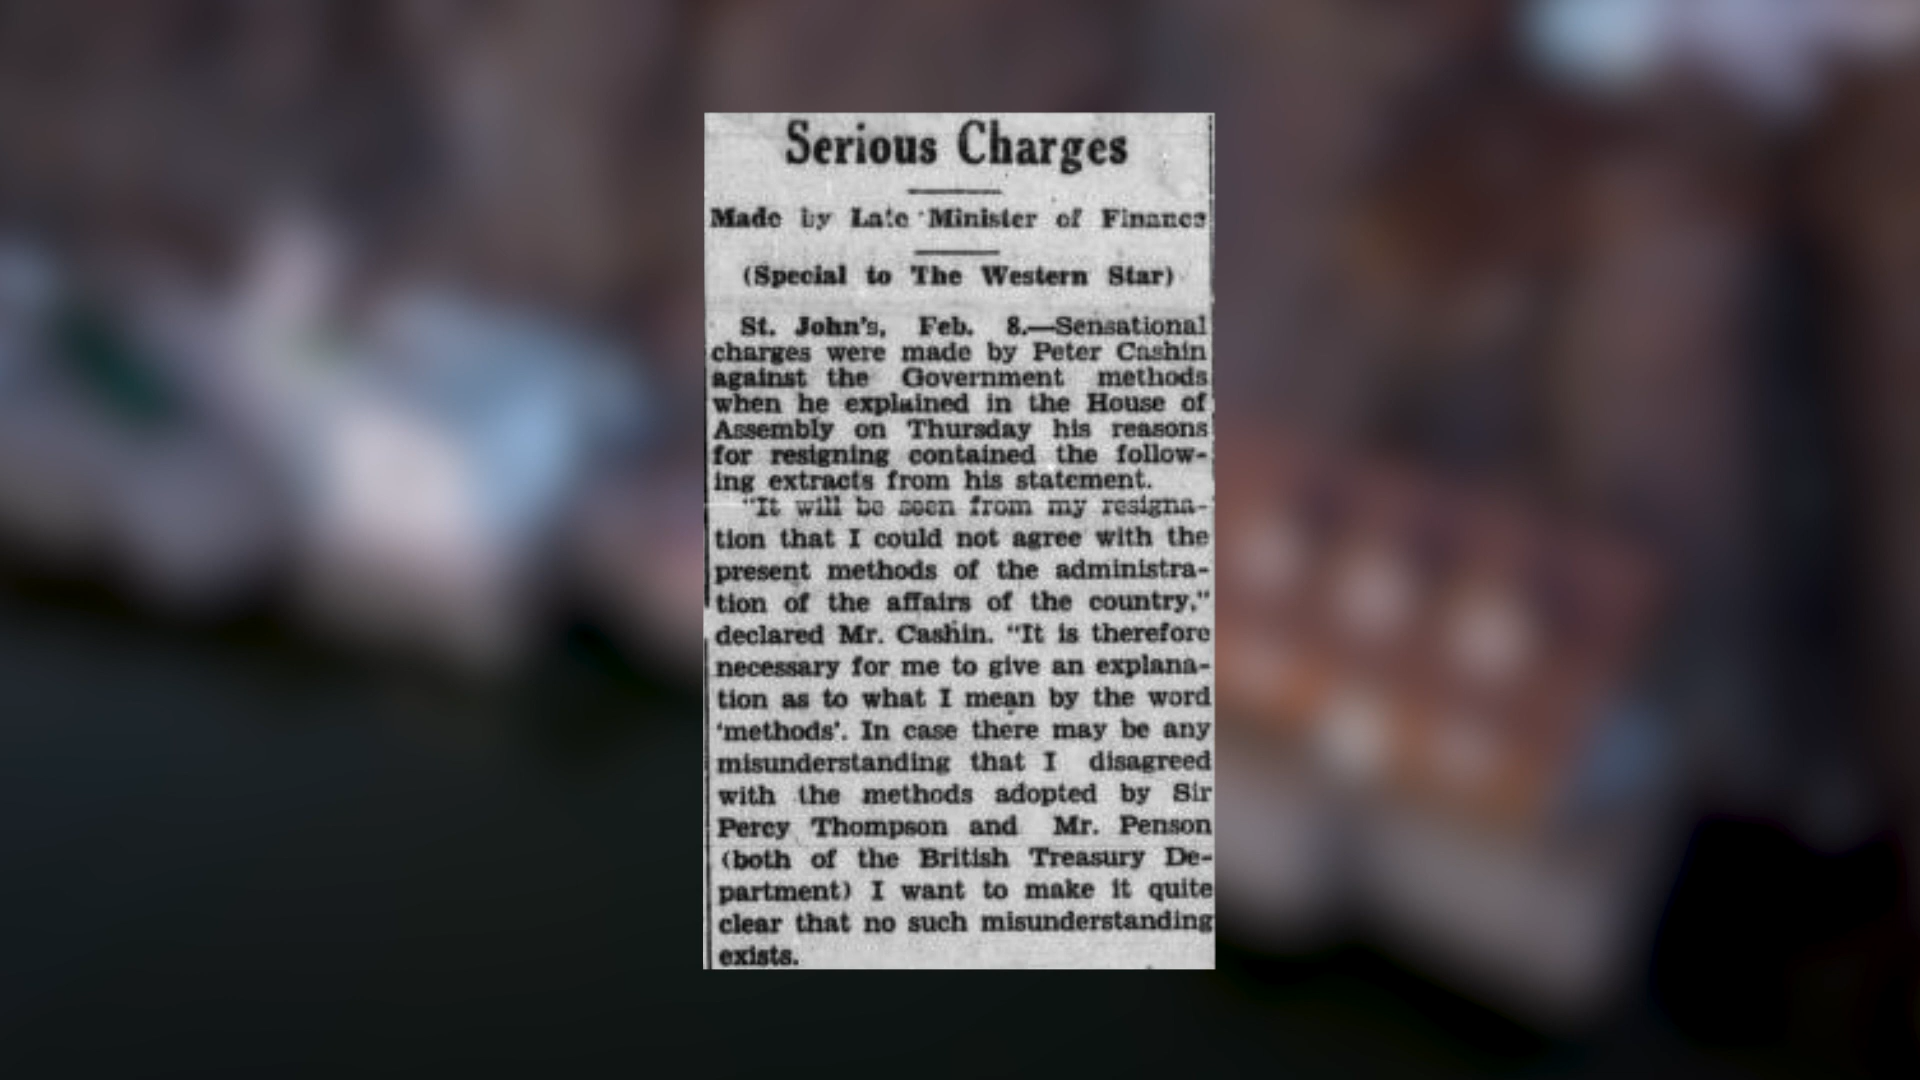 Serious Charges
Made by Late Minister of Finance
(Special to The Western Star)
St. John's, Feb. 8.—Sensational
charges were made by Peter Cashin
against the Government methods
when he explained in the House of
Assembly on Thursday his reasons
for resigning contained the follow-
ing extracts from his statement.
"It will be seen from my resigna-
tion that I could not agree with the
present methods of the administra-
tion of the affairs of the country,"
declared Mr. Cashin. "It is therefore
necessary for me to give an explana-
tion as to what I mean by the word
'methods'. In case there may be any
misunderstanding that I disagreed
with the methods adopted by Sir
Percy Thompson and Mr. Penson
(both of the British Treasury De-
partment) I want to make it quite
clear that no such misunderstanding
exists.